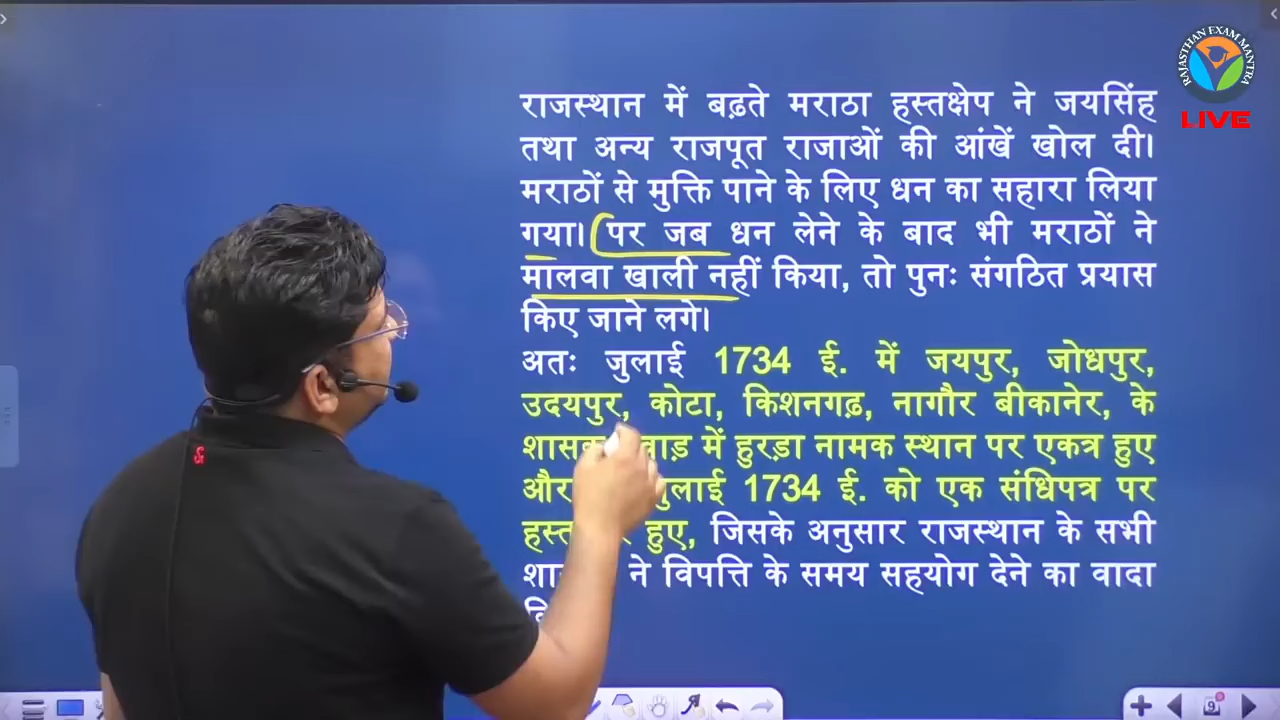 RAJASTHAN EXAM MANTRA
LIVE
राजस्थान में बढ़ते मराठा हस्तक्षेप ने जयसिंह
तथा अन्य राजपूत राजाओं की आंखें खोल दी।
मराठों से मुक्ति पाने के लिए धन का सहारा लिया
गया। पर जब धन लेने के बाद भी मराठों ने
मालवा खाली नहीं किया, तो पुनः संगठित प्रयास
किए जाने लगे।
अतः जुलाई 1734 ई. में जयपुर, जोधपुर,
उदयपुर, कोटा, किशनगढ़, नागौर बीकानेर, के
में हुरड़ा नामक स्थान पर एकत्र हुए
और 1734 ई. को एक संधिपत्र पर
हुए, जिसके अनुसार राजस्थान के सभी
ने विपत्ति के समय सहयोग देने का वादा
9